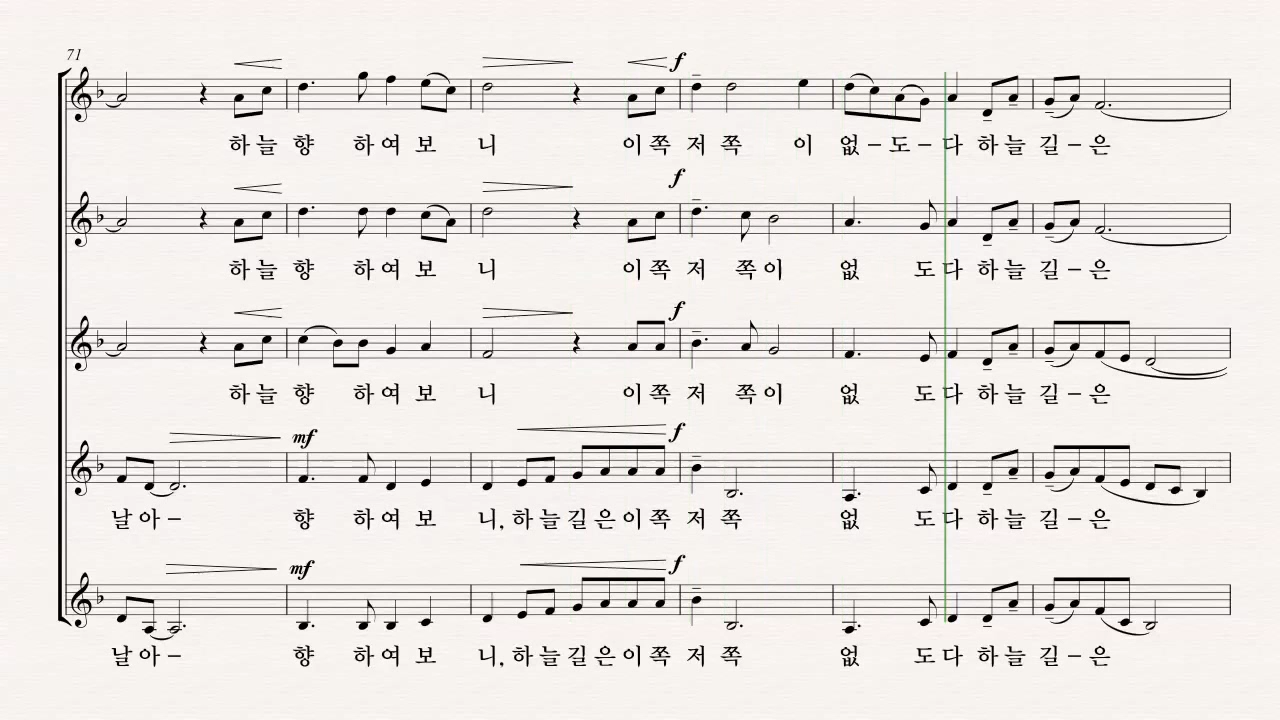 71
f
하늘 향 하여 보 니 이쪽 저 쪽 이 없 – 도 – 다 하늘 길 – 은
f
하늘 향 하여 보 니 이쪽 저 쪽이 없 도다 하늘 길 – 은
f
하늘 향 하여 보 니 이쪽 저 쪽이 없 도다 하늘 길 – 은
mf f
날아 – 향 하여 보 니, 하늘길은이쪽 저 쪽 없 도다 하늘 길 – 은
mf f
날아 – 향 하여 보 니, 하늘길은이쪽 저 쪽 없 도다 하늘 길 – 은